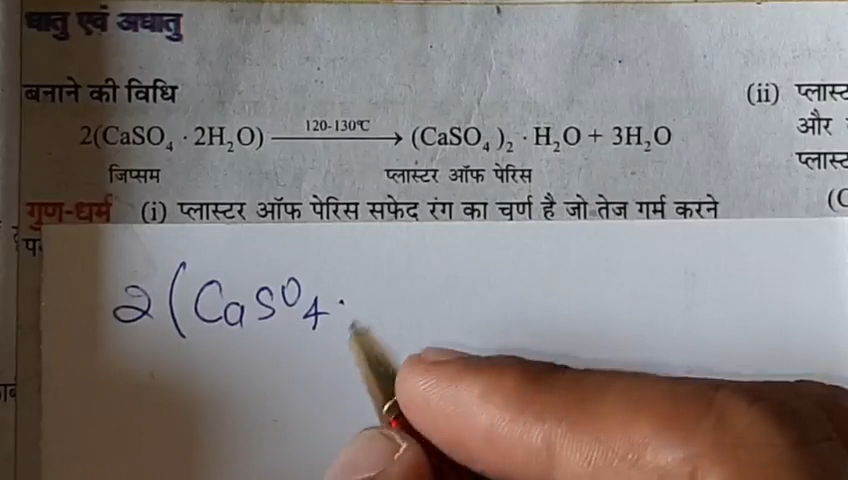 धातु एवं अधातु
बनाने की विधि
2(CaSO₄ · 2H₂O) ⟶ 120-130°C (CaSO₄)₂ · H₂O + 3H₂O
जिप्सम प्लास्टर ऑफ पेरिस
गुण-धर्म (i) प्लास्टर ऑफ पेरिस सफेद रंग का चूर्ण है जो तेज गर्म करने
2(CaSO₄ ·
(ii)
और